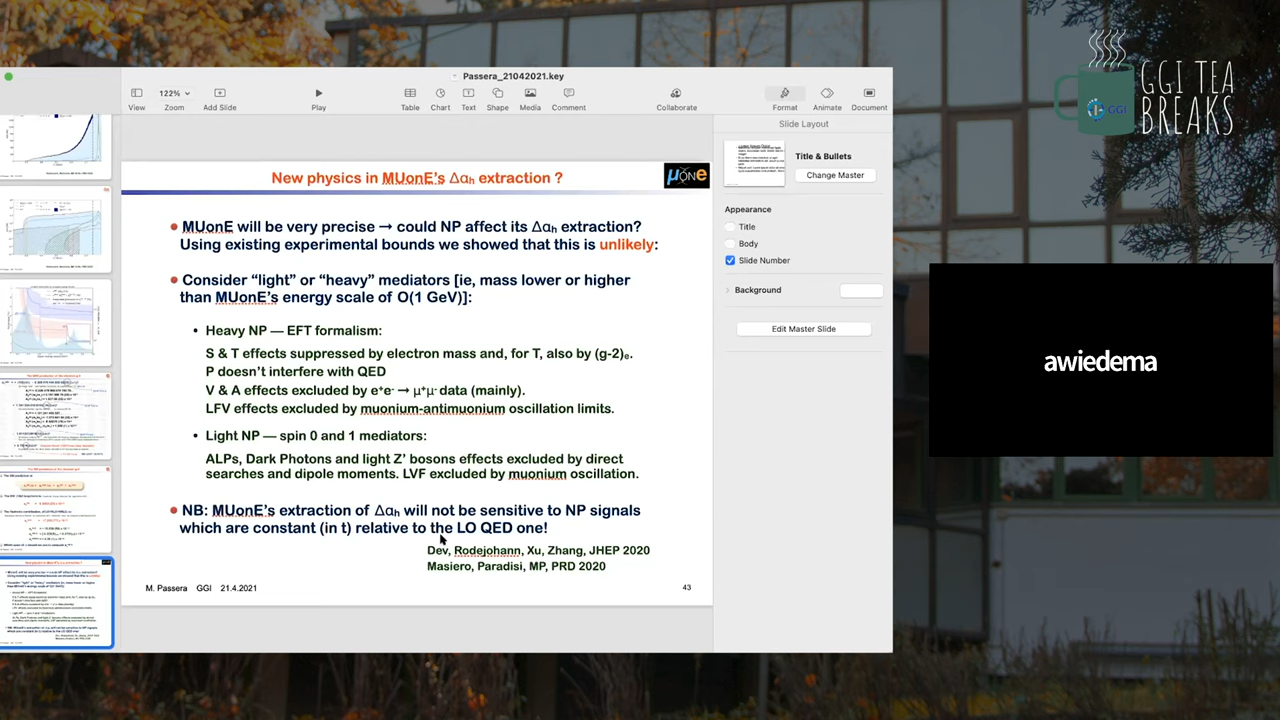 Passera_21042021.key
View
122%
Zoom
Add Slide
Play
Table
Chart
Text
Shape
Media
Comment
Collaborate
Format
Animate
Document
GGI TEA
BREAKS
GGI
Slide Layout
Title & Bullets
Change Master
Appearance
Title
Body
Slide Number
Background
Edit Master Slide
New physics in MUonE's Δαₕ extraction ?
μone
MUonE will be very precise → could NP affect its Δαₕ extraction?
Using existing experimental bounds we showed that this is unlikely:
Consider “light” or “heavy” mediators [ie, mass lower or higher
than MUonE's energy scale of O(1 GeV)]:
• Heavy NP — EFT formalism:
S & T effects suppressed by electron mass and, for T, also by (g-2)ₑ.
P doesn't interfere with QED
V & A effects excluded by e⁺e⁻ → μ⁺μ⁻ data (mainly).
LFV effects excluded by muonium-antimuonium oscillation limits.
• Light NP — spin 0 and 1 mediators:
ALPs, Dark Photons & light Z' bosons effects excluded by direct
searches and dipole moments. LVF excluded by muonium oscillation.
NB: MUonE's extraction of Δαₕ will not be sensitive to NP signals
which are constant (in t) relative to the LO QED one!
Dev, Rodejohann, Xu, Zhang, JHEP 2020
Masiero, Paradisi, MP, PRD 2020
M. Passera GGI 21.4.2021
43
awiedema